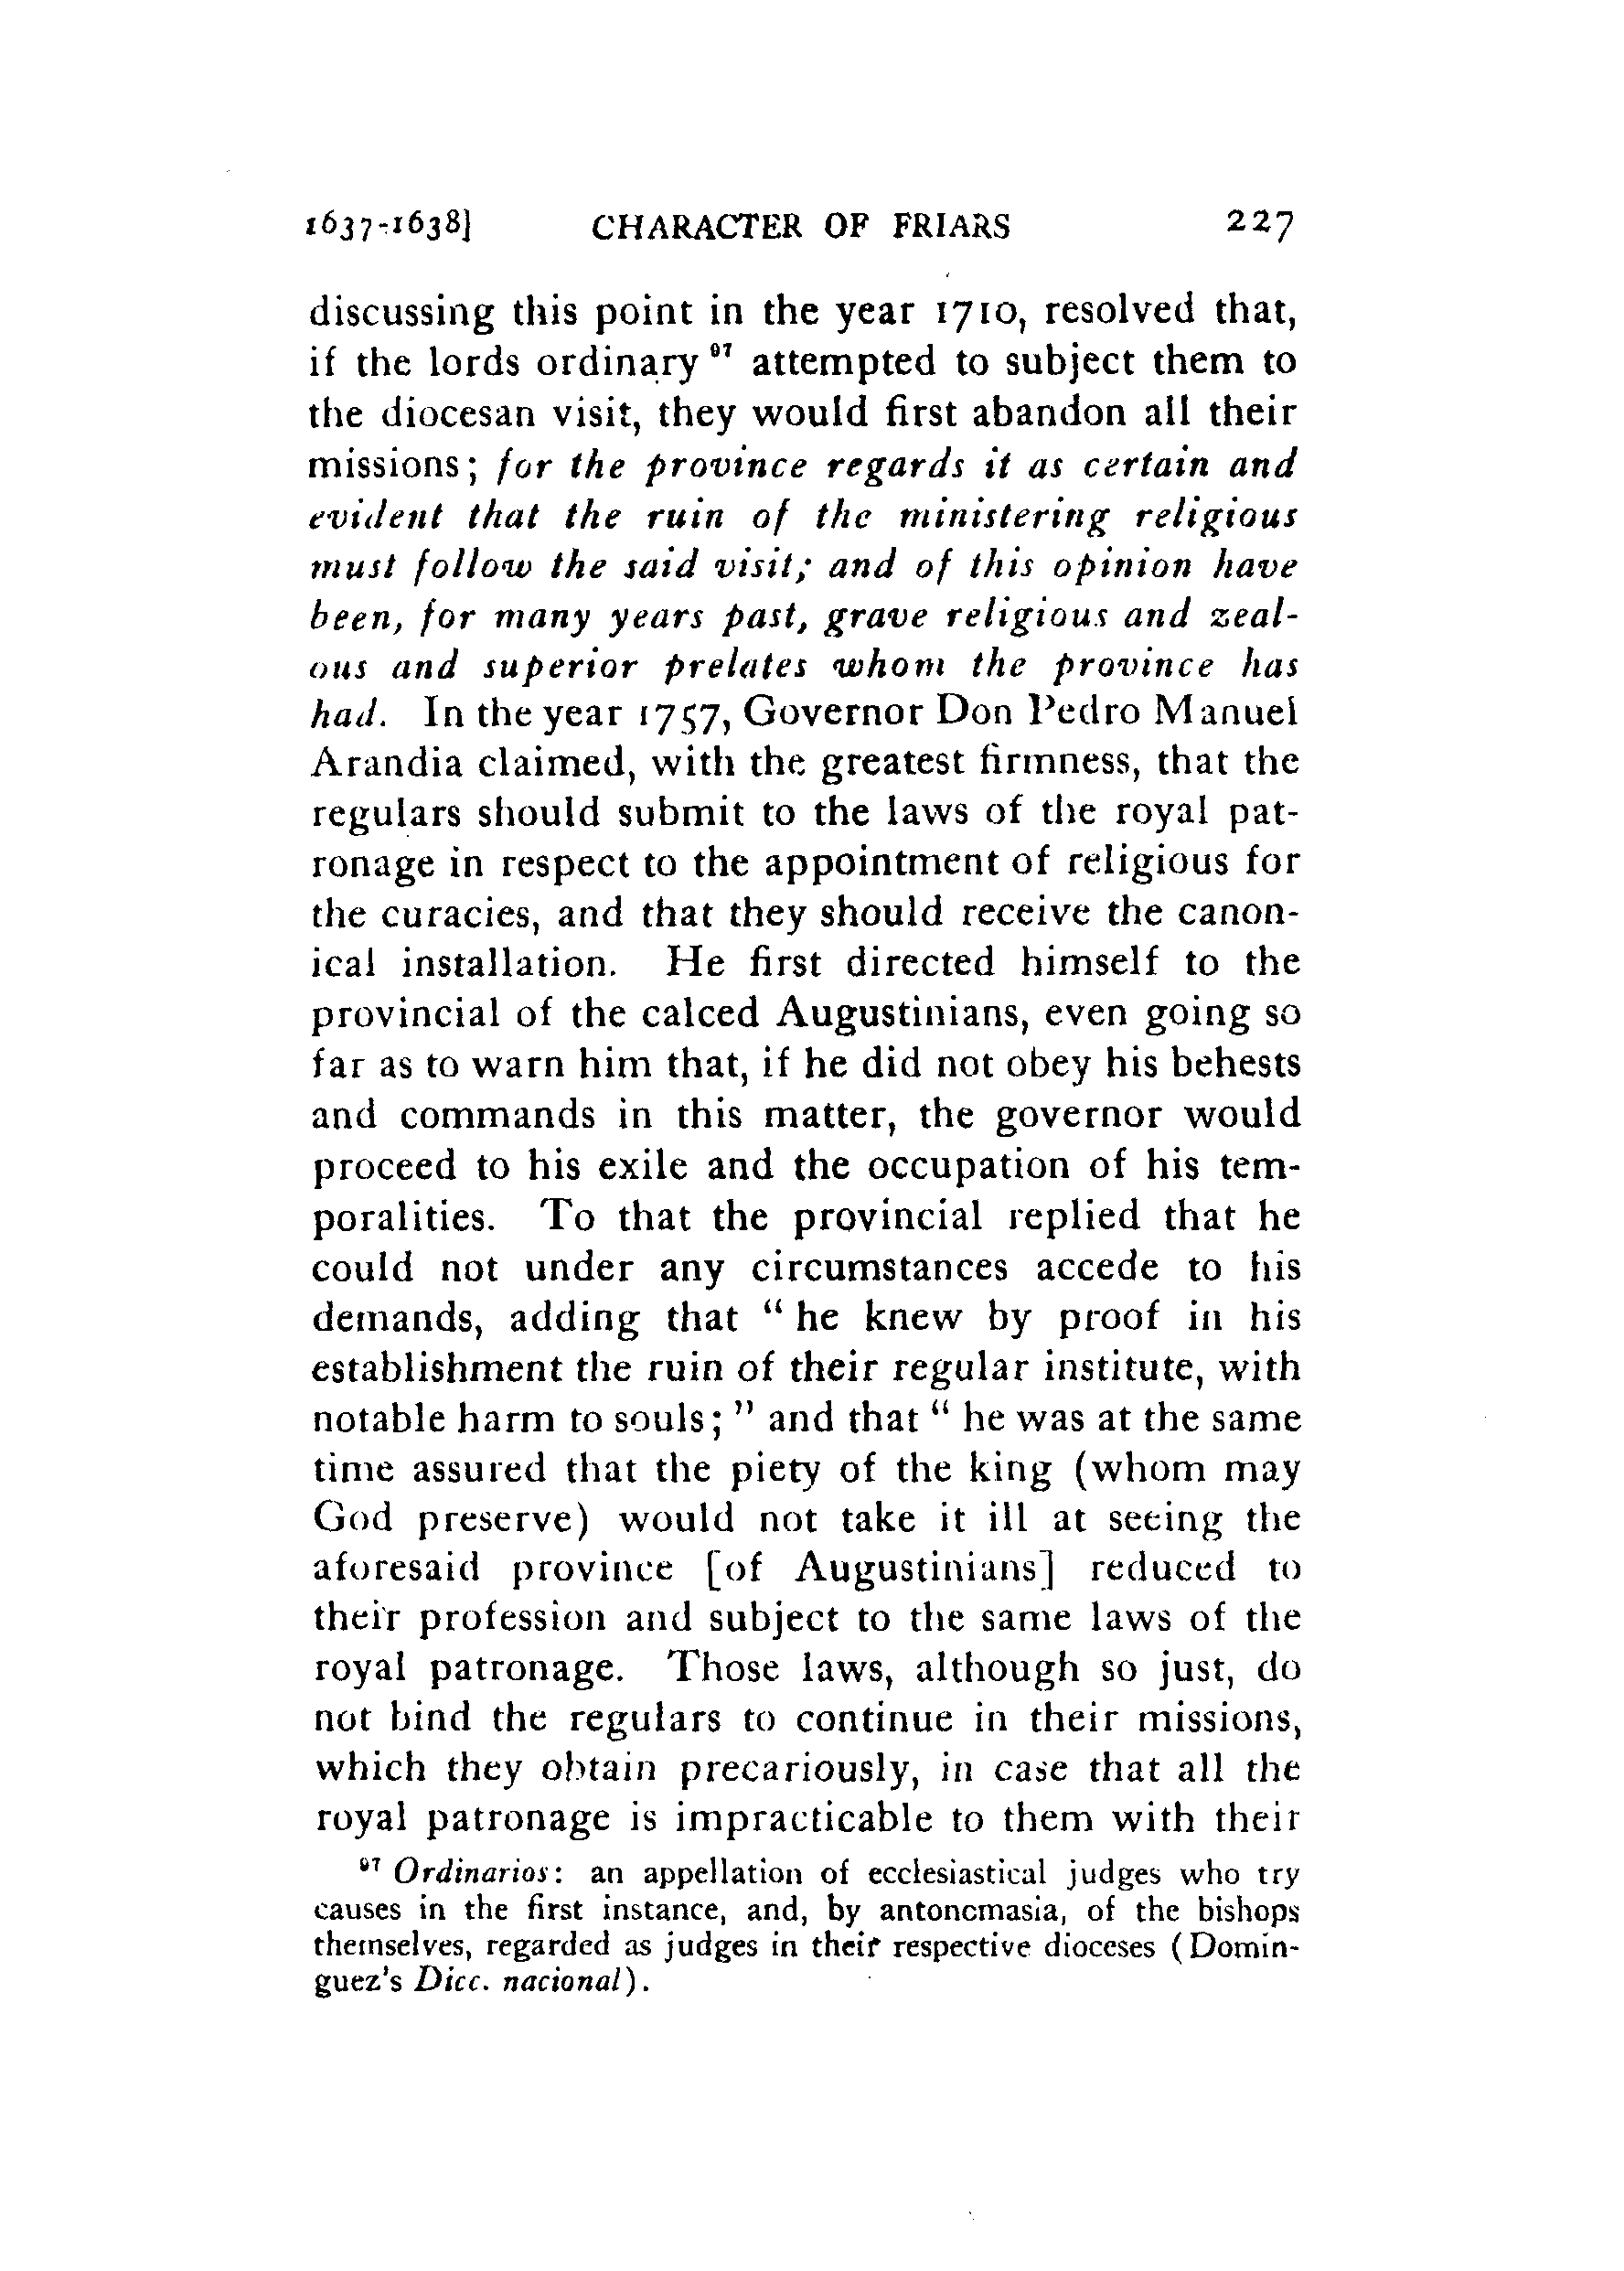 1637-1638] CHARACTER OF FRIARS 227
discussing this point in the year 1710, resolved that,
if the lords ordinary 97 attempted to subject them to
the diocesan visit, they would first abandon all their
missions; for the province regards it as certain and
evident that the ruin of the ministering religious
must follow the said visit; and of this opinion have
been, for many years past, grave religious and zeal-
ous and superior prelates whom the province has
had. In the year 1757, Governor Don Pedro Manuel
Arandia claimed, with the greatest firmness, that the
regulars should submit to the laws of the royal pat-
ronage in respect to the appointment of religious for
the curacies, and that they should receive the canon-
ical installation. He first directed himself to the
provincial of the calced Augustinians, even going so
far as to warn him that, if he did not obey his behests
and commands in this matter, the governor would
proceed to his exile and the occupation of his tem-
poralities. To that the provincial replied that he
could not under any circumstances accede to his
demands, adding that " he knew by proof in his
establishment the ruin of their regular institute, with
notable harm to souls; " and that " he was at the same
time assured that the piety of the king (whom may
God preserve) would not take it ill at seeing the
aforesaid province [of Augustinians] reduced to
their profession and subject to the same laws of the
royal patronage. Those laws, although so just, do
not bind the regulars to continue in their missions,
which they obtain precariously, in case that all the
royal patronage is impracticable to them with their
97 Ordinarios: an appellation of ecclesiastical judges who try
causes in the first instance, and, by antonomasia, of the bishops
themselves, regarded as judges in their respective dioceses (Domin-
guez's Dicc. nacional).